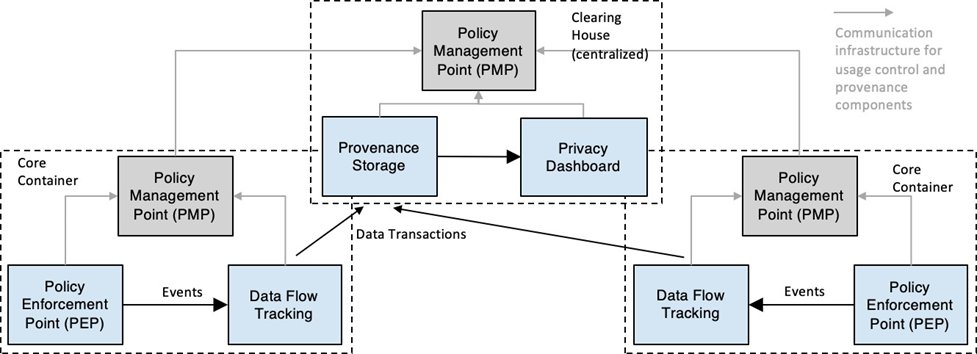 Policy
Management
Point (PMP)
Clearing
House
(centralized)
Communication
infrastructure for
usage control and
provenance
components
Provenance
Storage
Privacy
Dashboard
Core
Container
Policy
Management
Point (PMP)
Policy
Management
Point (PMP)
Core
Container
Data Transactions
Policy
Enforcement
Point (PEP)
Events
Data Flow
Tracking
Data Flow
Tracking
Events
Policy
Enforcement
Point (PEP)